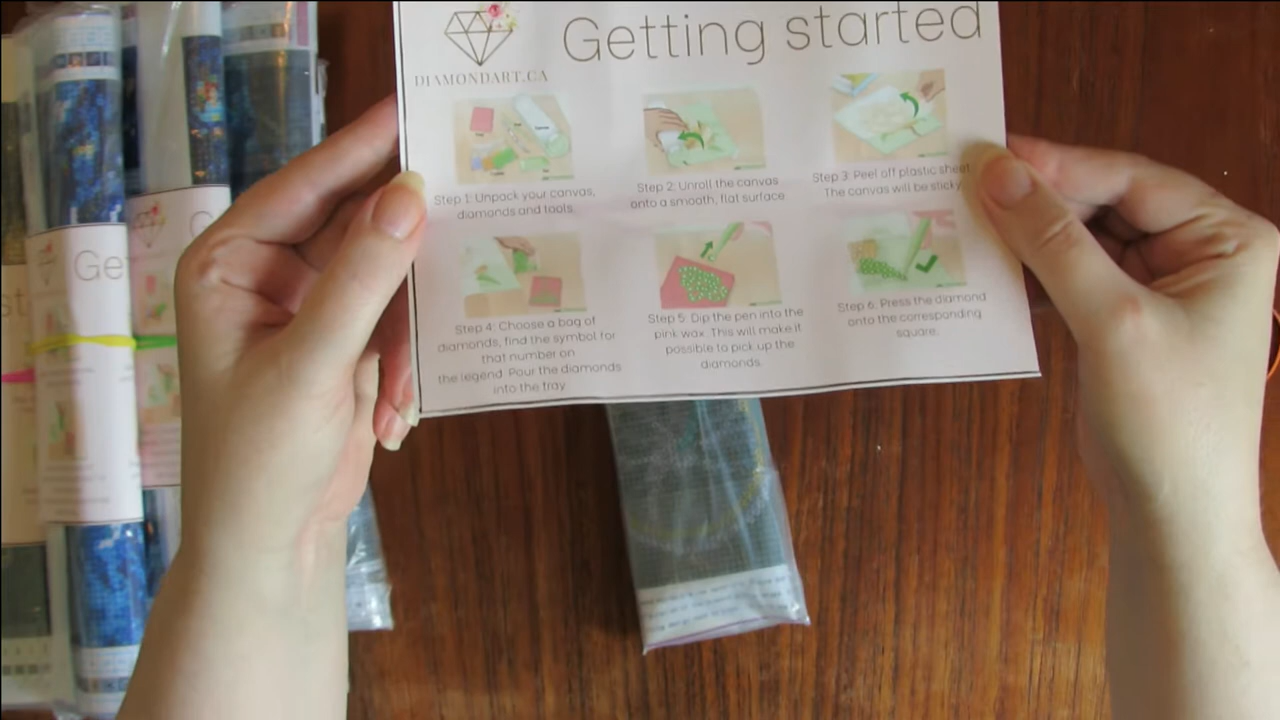 Getting started
DIAMONDART.CA
Step 1: Unpack your canvas,
diamonds and tools.
Step 2: Unroll the canvas
onto a smooth, flat surface
Step 3: Peel off plastic sheet
The canvas will be sticky
Step 4: Choose a bag of
diamonds, find the symbol for
that number on
the legend. Pour the diamonds
into the tray
Step 5: Dip the pen into the
pink wax. This will make it
possible to pick up the
diamonds.
Step 6: Press the diamond
onto the corresponding
square.
st
Ge
G